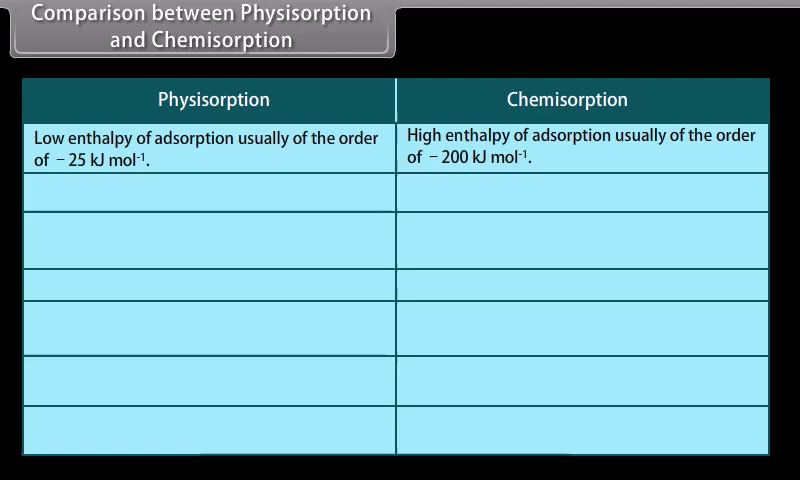 Comparison between Physisorption
and Chemisorption
Physisorption
Chemisorption
Low enthalpy of adsorption usually of the order
of – 25 kJ mol⁻¹.
High enthalpy of adsorption usually of the order
of – 200 kJ mol⁻¹.